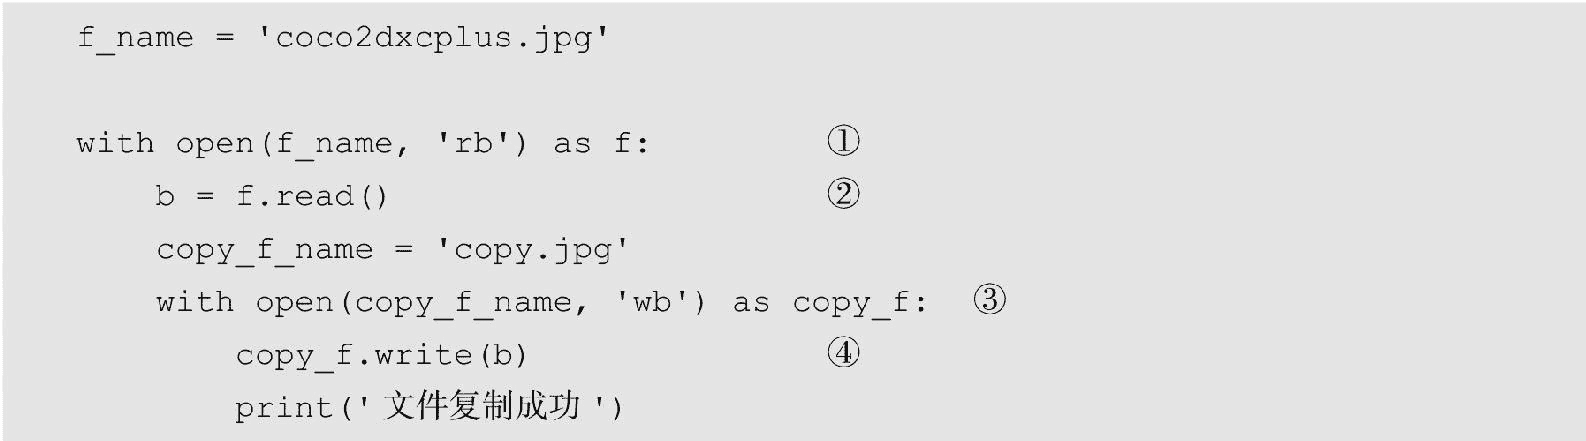 f_name = 'coco2dxcplus.jpg'
with open(f_name, 'rb') as f: ①
    b = f.read() ②
    copy_f_name = 'copy.jpg'
    with open(copy_f_name, 'wb') as copy_f: ③
        copy_f.write(b) ④
        print(' 文件复制成功 ')